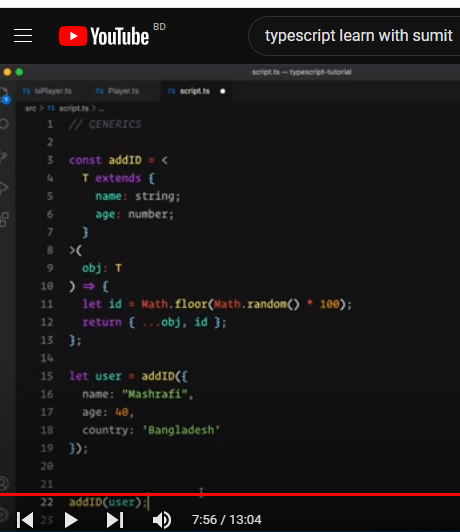 YouTube BD
typescript learn with sumit
script.ts — typescript-tutorial
TS IsPlayer.ts TS Player.ts TS script.ts
src > TS script.ts > ...
1 // GENERICS
2
3 const addID = <
4 T extends {
5 name: string;
6 age: number;
7 }
8 >(
9 obj: T
10 ) => {
11 let id = Math.floor(Math.random() * 100);
12 return { ...obj, id };
13 };
14
15 let user = addID({
16 name: "Mashrafi",
17 age: 40,
18 country: 'Bangladesh'
19 });
20
21
22 addID(user);
23
7:56 / 13:04